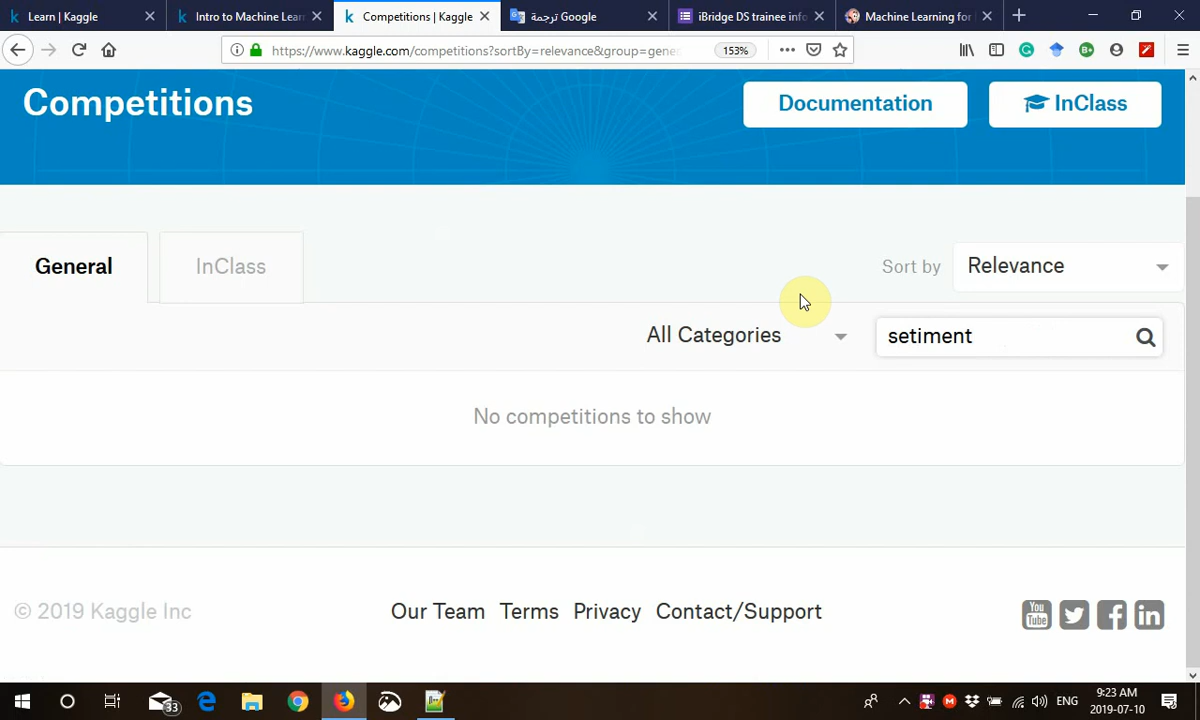 Learn | Kaggle
Intro to Machine Lear
Competitions | Kaggle
ترجمة Google
iBridge DS trainee info
Machine Learning for
https://www.kaggle.com/competitions?sortBy=relevance&group=gene
153%
Competitions
Documentation
InClass
General
InClass
Sort by
Relevance
All Categories
setiment
No competitions to show
© 2019 Kaggle Inc
Our Team Terms Privacy Contact/Support
You Tube
33
ENG
9:23 AM
2019-07-10